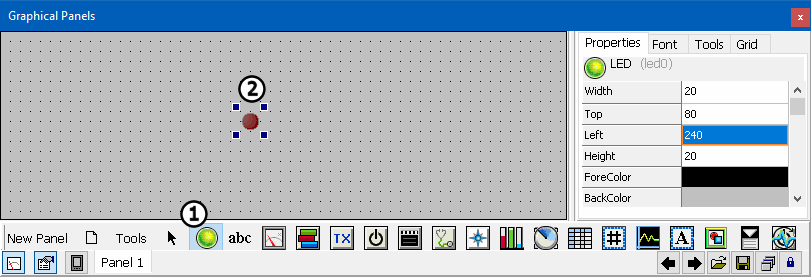 Graphical Panels
Properties Font Tools Grid
LED (led0)
Width 20
Top 80
Left 240
Height 20
ForeColor
BackColor
2
1
New Panel Tools abc TX A
Panel 1